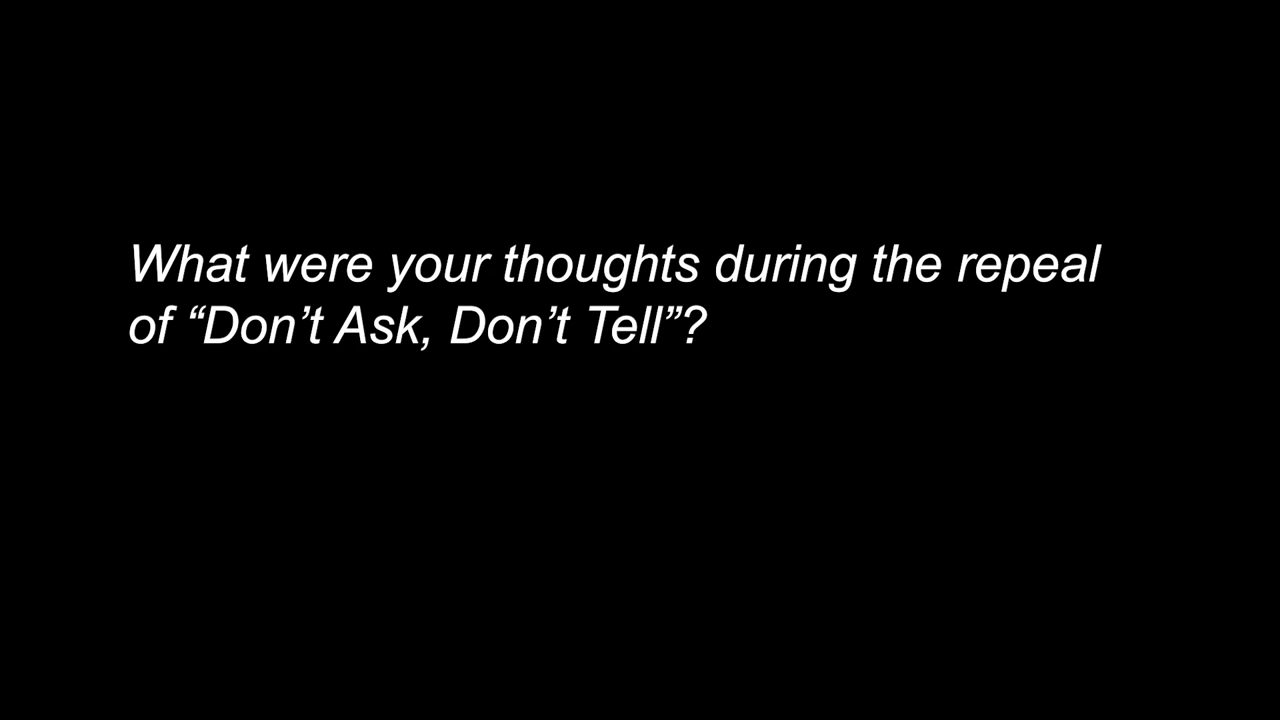 What were your thoughts during the repeal
of “Don’t Ask, Don’t Tell”?